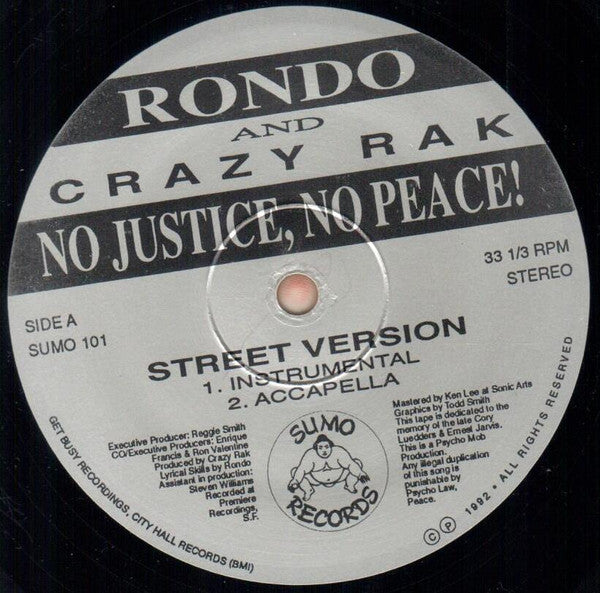 RONDO
AND
CRAZY RAK
NO JUSTICE, NO PEACE!
33 1/3 RPM
STEREO
SIDE A
SUMO 101
STREET VERSION
1. INSTRUMENTAL
2. ACCAPELLA
Executive Producer: Reggie Smith
CO/Executive Producers: Enrique
Francis & Ron Valentine
Produced by Crazy Rak
Lyrical Skills by Rondo
Assistant in production:
Steven Williams
Recorded at
Premiere
Recordings,
S.F.
SUMO
RECORDS
Mastered by Ken Lee at Sonic Arts
Graphics by Todd Smith
This tape is dedicated to the
memory of the late Cory
Luedders & Ernest Jarvis.
This is a Psycho Mob
Production.
Any illegal duplication
of this song is
punishable by
Psycho Law,
Peace.
GET BUSY RECORDINGS, CITY HALL RECORDS (BMI)
© ℗ 1992 • ALL RIGHTS RESERVED